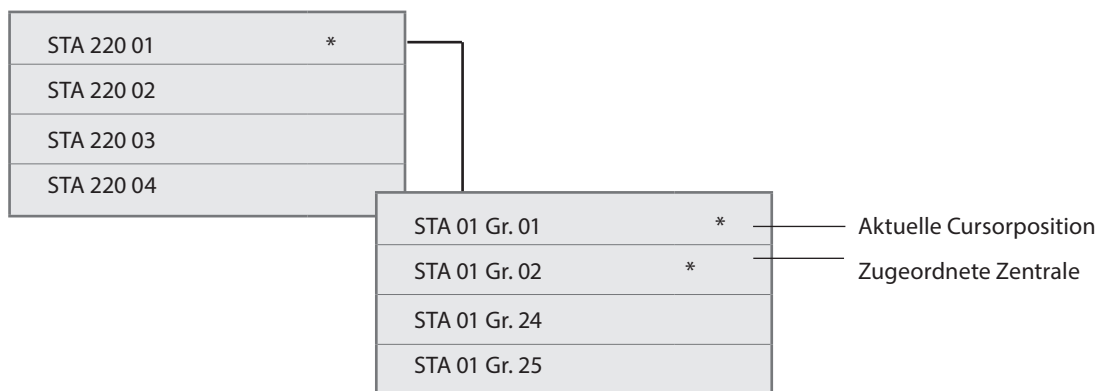 STA 220 01 *
STA 220 02
STA 220 03
STA 220 04
STA 01 Gr. 01 *
Aktuelle Cursorposition
STA 01 Gr. 02 *
Zugeordnete Zentrale
STA 01 Gr. 24
STA 01 Gr. 25